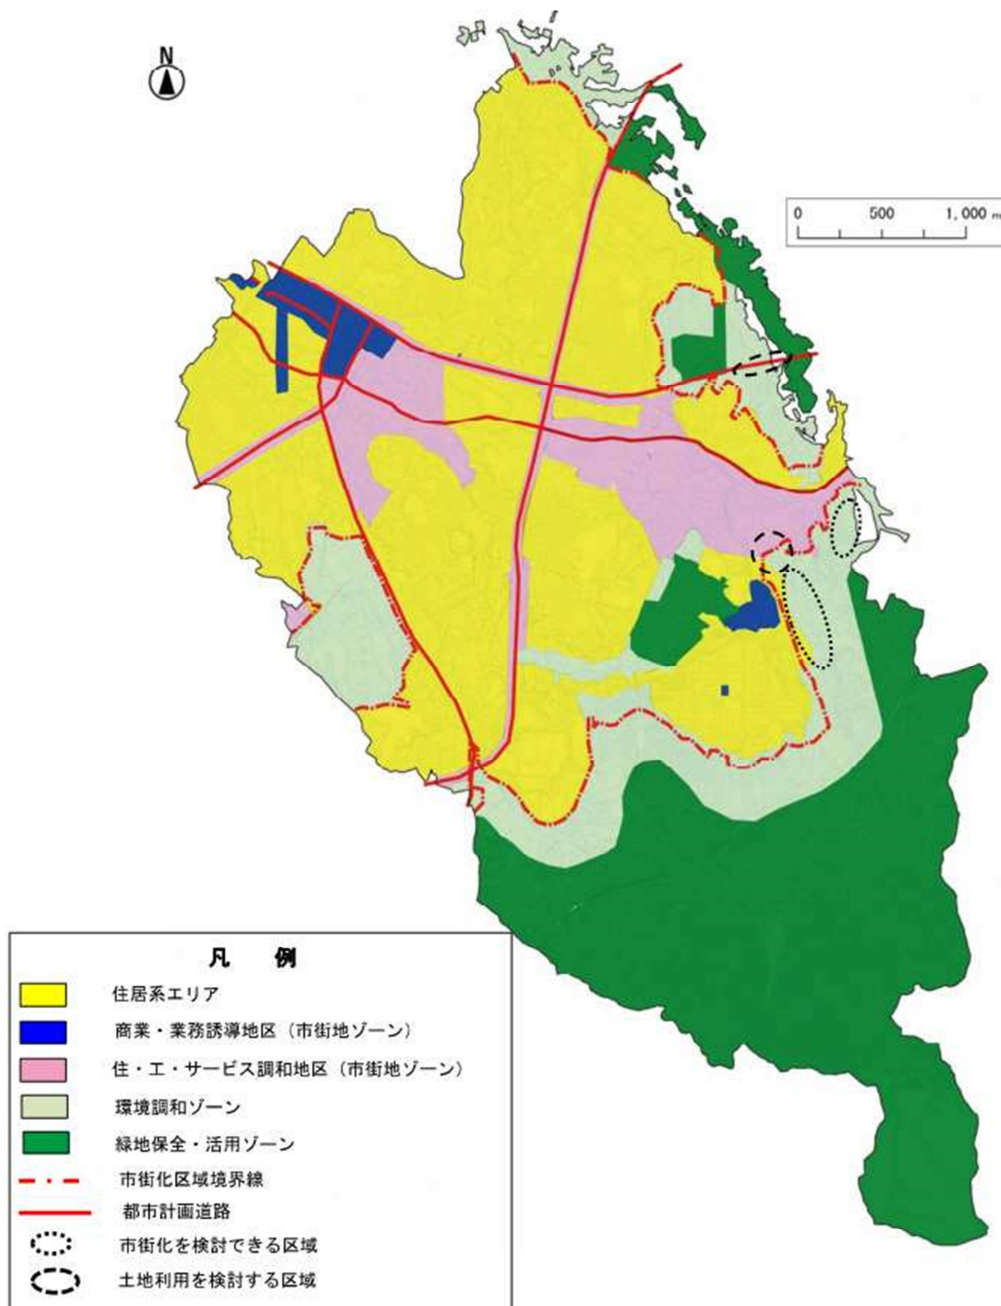 N
0 500 1,000 m
凡 例
住居系エリア
商業・業務誘導地区（市街地ゾーン）
住・工・サービス調和地区（市街地ゾーン）
環境調和ゾーン
緑地保全・活用ゾーン
市街化区域境界線
都市計画道路
市街化を検討できる区域
土地利用を検討する区域